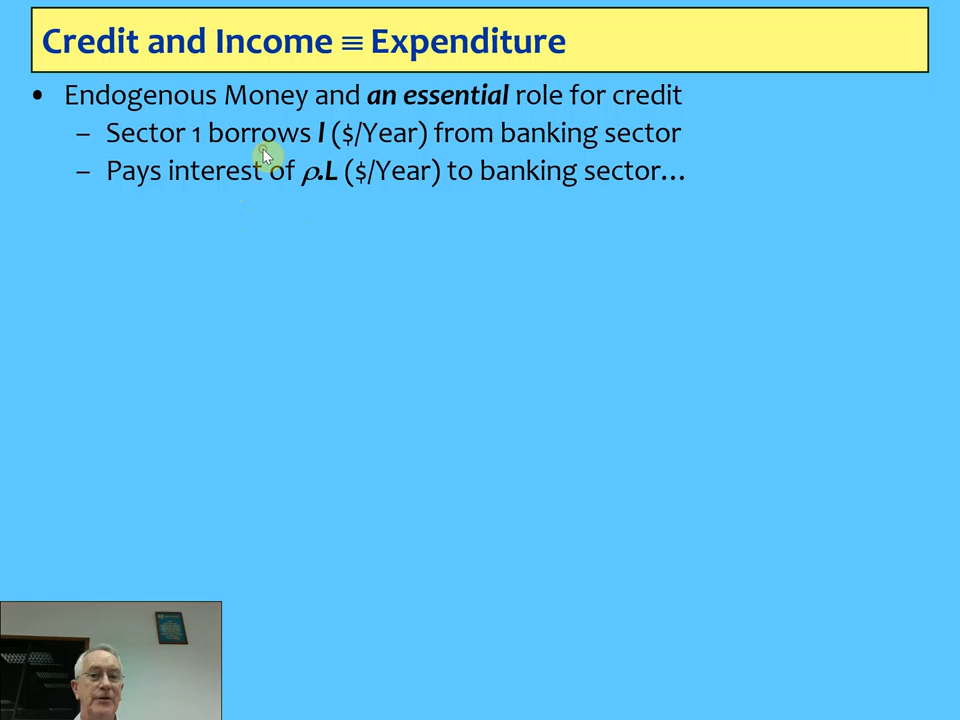 Credit and Income ≡ Expenditure
• Endogenous Money and an essential role for credit
– Sector 1 borrows l ($/Year) from banking sector
– Pays interest of ρ.L ($/Year) to banking sector…